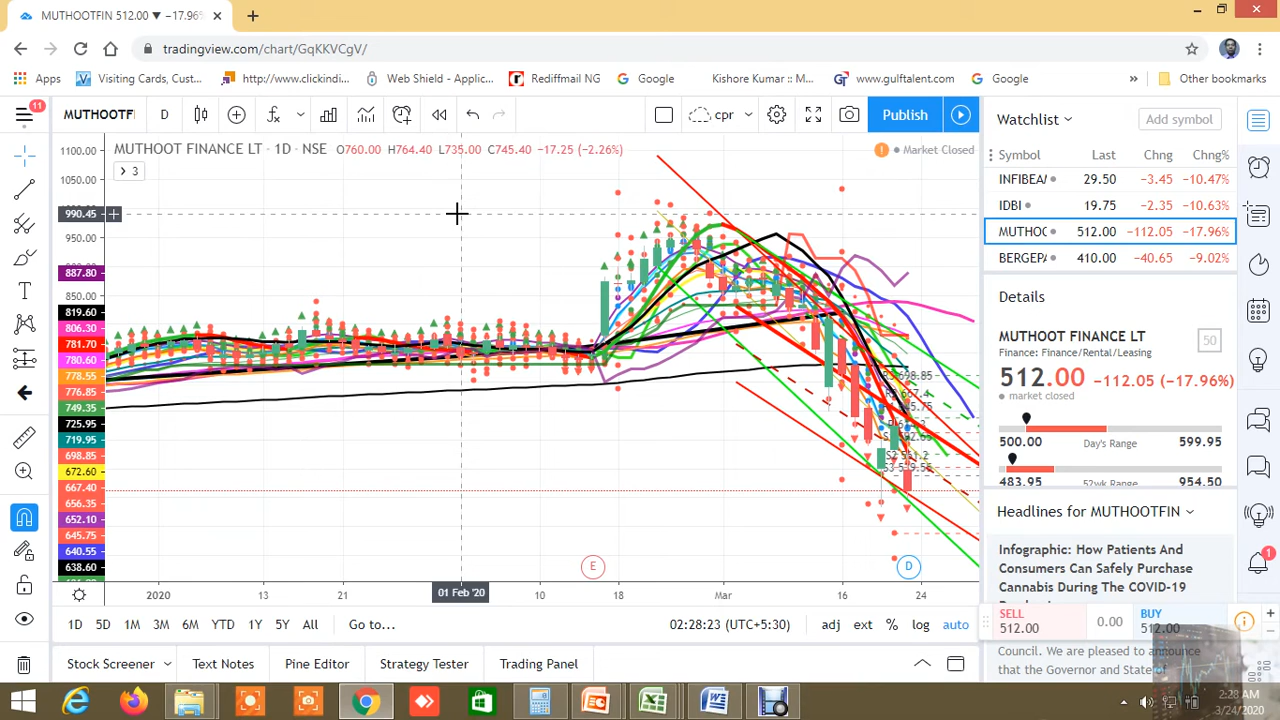 MUTHOOTFIN 512.00 ▼ −17.96%
tradingview.com/chart/GqKKVCgV/
Apps Visiting Cards, Cust... http://www.clickindi... Web Shield - Applic... Rediffmail NG Google Kishore Kumar :: M... www.gulftalent.com Google » Other bookmarks
11 MUTHOOTF D cpr Publish
Watchlist Add symbol
MUTHOOT FINANCE LT · 1D · NSE O760.00 H764.40 L735.00 C745.40 −17.25 (−2.26%) Market Closed
3
Symbol Last Chng Chng%
INFIBEA 29.50 −3.45 −10.47%
IDBI 19.75 −2.35 −10.63%
MUTHOO 512.00 −112.05 −17.96%
BERGEPA 410.00 −40.65 −9.02%
1100.00
1050.00
990.45
950.00
887.80
850.00
819.60
806.30
781.70
780.60
778.55
776.85
749.35
725.95
719.95
698.85
672.60
667.40
656.35
652.10
645.75
640.55
638.60
E D
2020 13 21 01 Feb '20 10 18 Mar 16 24
Details
MUTHOOT FINANCE LT 50
Finance: Finance/Rental/Leasing
512.00 −112.05 (−17.96%)
market closed
500.00 Day's Range 599.95
483.95 52wk Range 954.50
Headlines for MUTHOOTFIN
Infographic: How Patients And
Consumers Can Safely Purchase
Cannabis During The COVID-19
SELL 512.00 0.00 BUY 512.00
Council. We are pleased to announce
that the Governor and State of
1
1D 5D 1M 3M 6M YTD 1Y 5Y All Go to... 02:28:23 (UTC+5:30) adj ext % log auto
Stock Screener Text Notes Pine Editor Strategy Tester Trading Panel
2:28 AM
3/24/2020